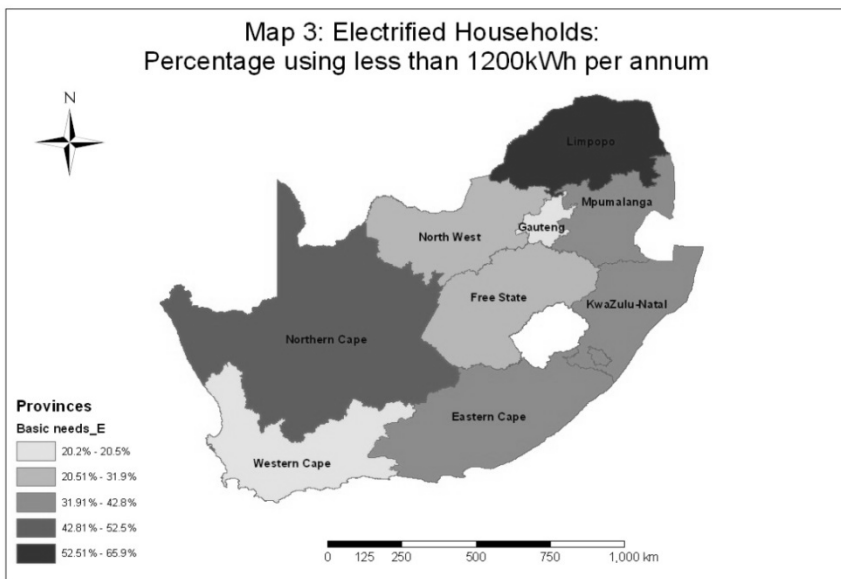 Map 3: Electrified Households:
Percentage using less than 1200kWh per annum
N
Limpopo
Mpumalanga
Gauteng
North West
Free State
KwaZulu-Natal
Northern Cape
Eastern Cape
Western Cape
Provinces
Basic needs_E
20.2% - 20.5%
20.51% - 31.9%
31.91% - 42.8%
42.81% - 52.5%
52.51% - 65.9%
0 125 250 500 750 1,000 km